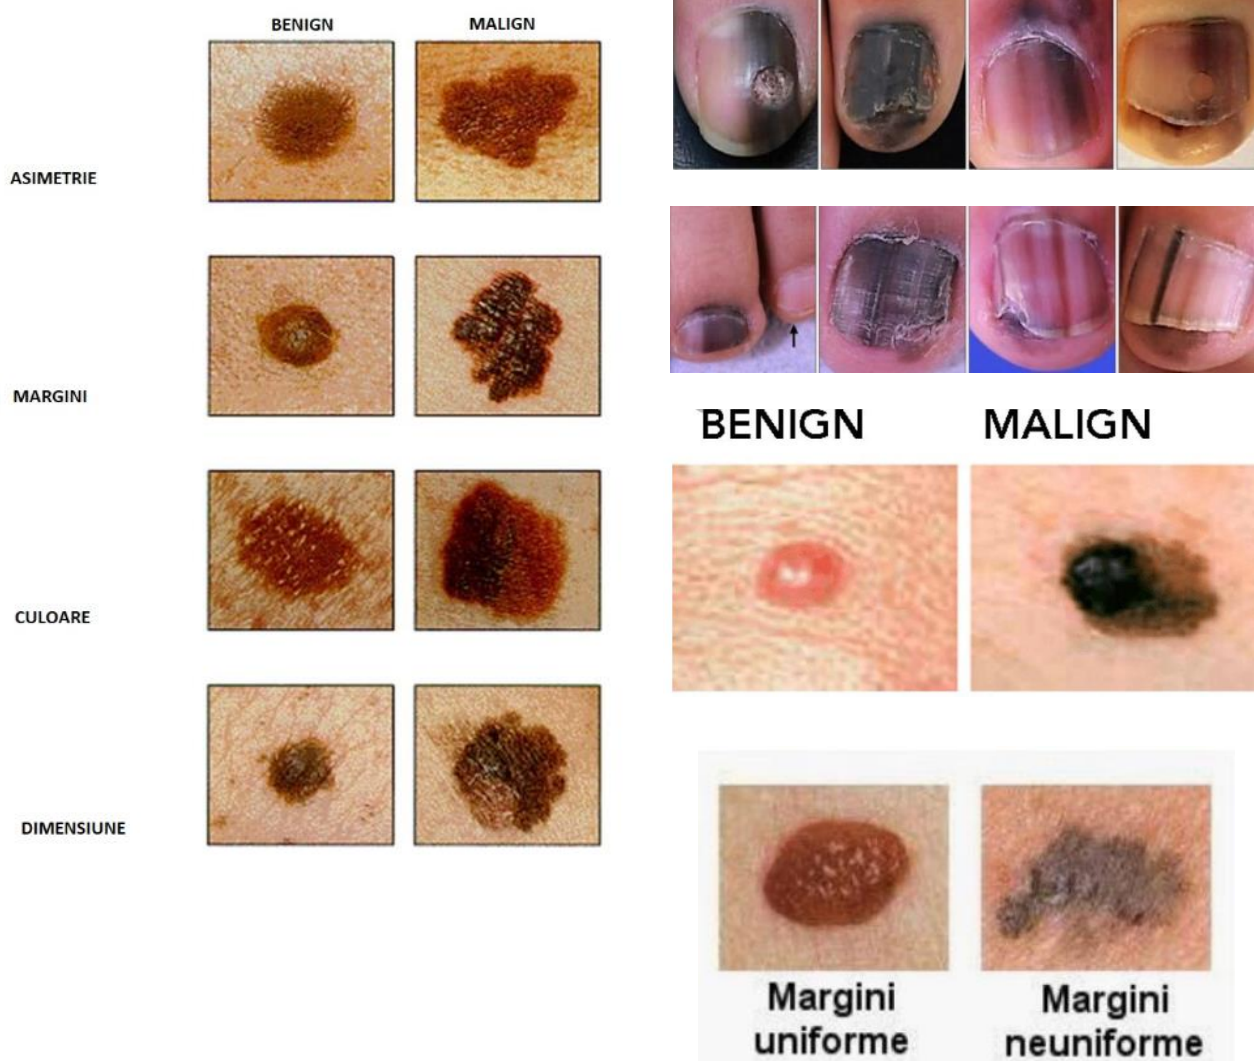 BENIGN MALIGN
ASIMETRIE
MARGINI
CULOARE
DIMENSIUNE
BENIGN MALIGN
Margini uniforme
Margini neuniforme